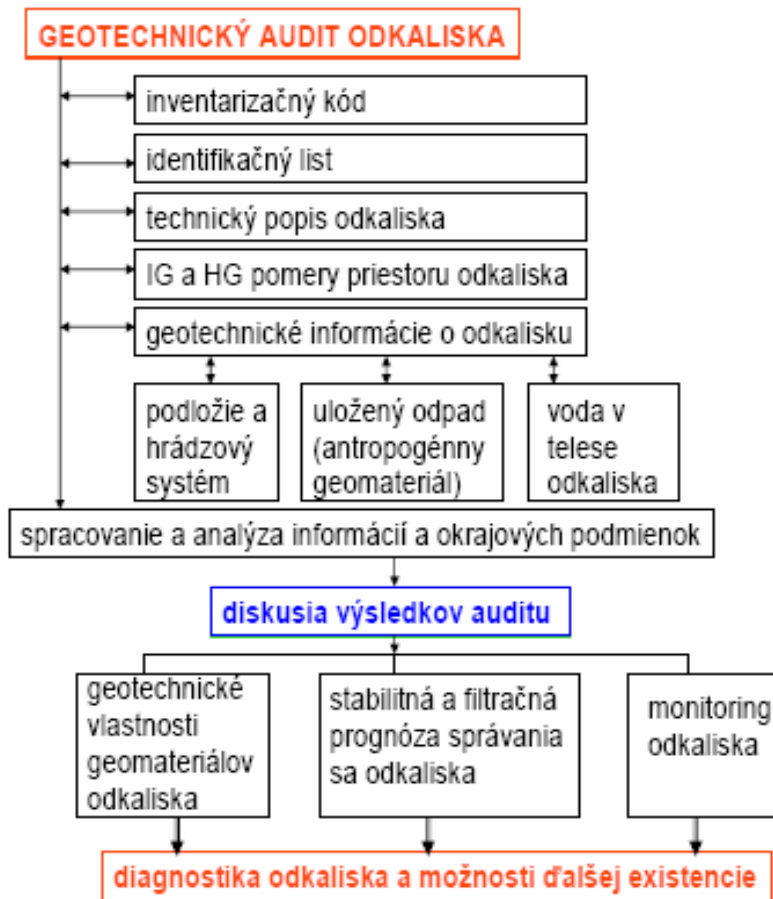 GEOTECHNICKÝ AUDIT ODKALISKA
inventarizačný kód
identifikačný list
technický popis odkaliska
IG a HG pomery priestoru odkaliska
geotechnické informácie o odkalisku
podložie a
hrádzový
systém
uložený odpad
(antropogénny
geomateriál)
voda v
telese
odkaliska
spracovanie a analýza informácií a okrajových podmienok
diskusia výsledkov auditu
geotechnické
vlastnosti
geomateriálov
odkaliska
stabilitná a filtračná
prognóza správania
sa odkaliska
monitoring
odkaliska
diagnostika odkaliska a možnosti ďalšej existencie